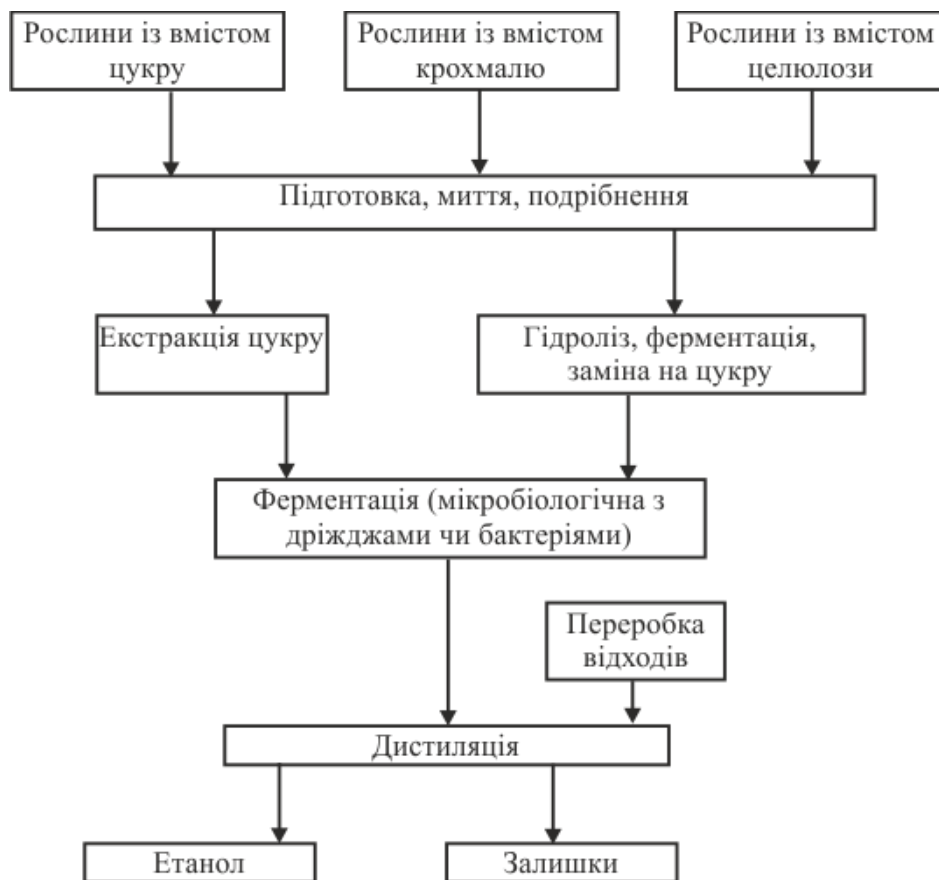 Рослини із вмістом
цукру
Рослини із вмістом
крохмалю
Рослини із вмістом
целюлози
Підготовка, миття, подрібнення
Екстракція цукру
Гідроліз, ферментація,
заміна на цукру
Ферментація (мікробіологічна з
дріжджами чи бактеріями)
Переробка
відходів
Дистиляція
Етанол
Залишки